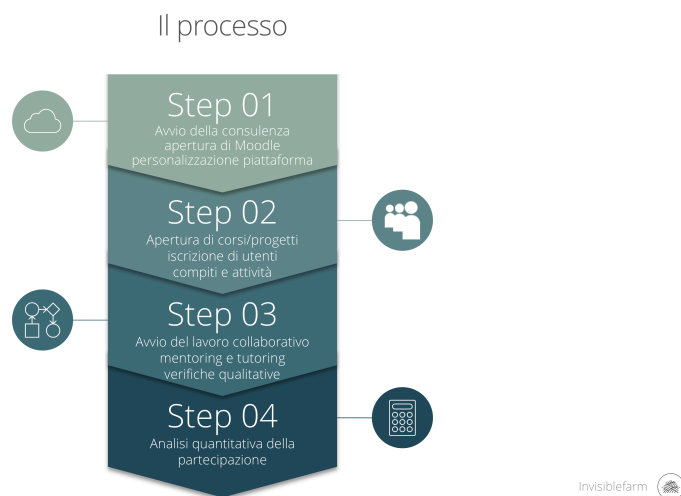 Il processo
Step 01
Avvio della consulenza
apertura di Moodle
personalizzazione piattaforma
Step 02
Apertura di corsi/progetti
iscrizione di utenti
compiti e attività
Step 03
Avvio del lavoro collaborativo
mentoring e tutoring
verifiche qualitative
Step 04
Analisi quantitativa della
partecipazione
Invisiblefarm